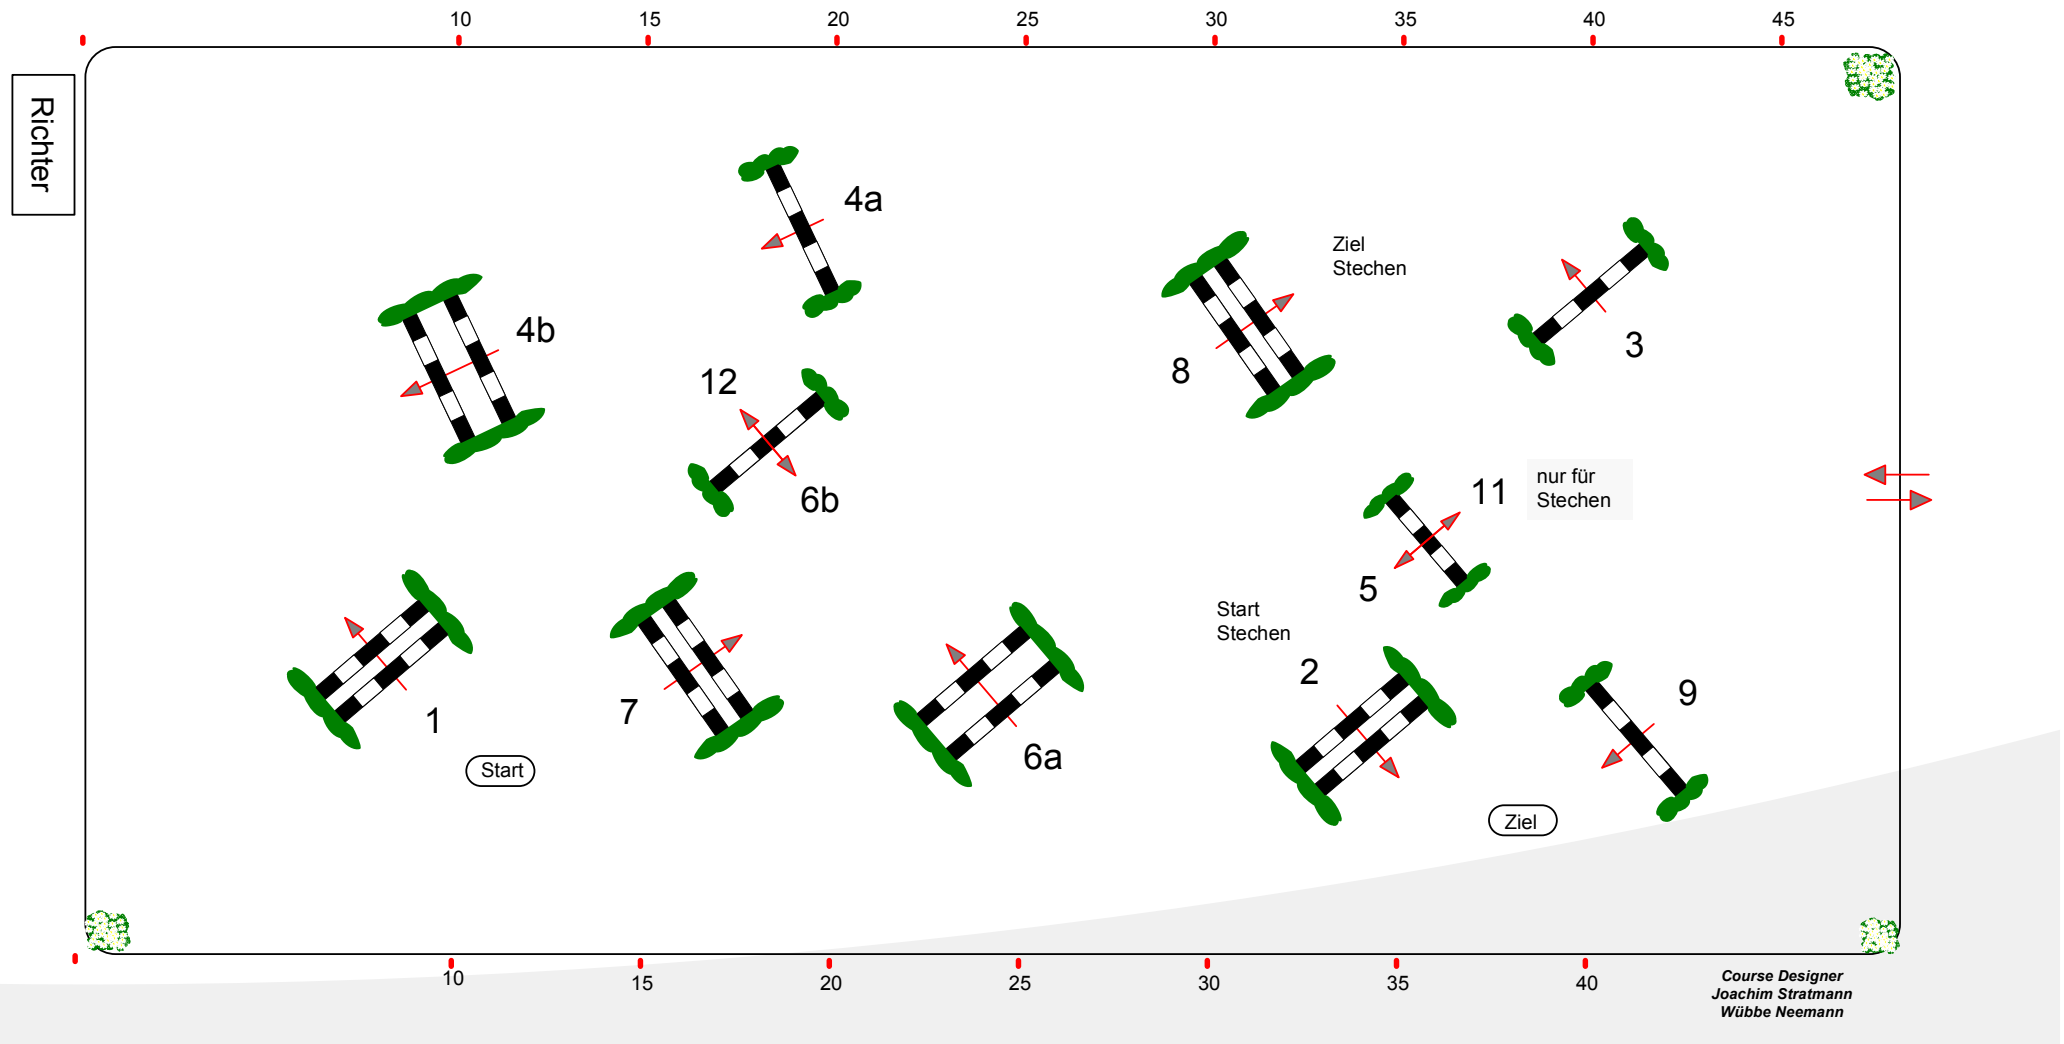 10 15 20 25 30 35 40 45
Richter
4a
Ziel
Stechen
4b
3
8
12
11
nur für
Stechen
6b
5
Start
Stechen
2
9
7
1
6a
Start
Ziel
10 15 20 25 30 35 40
Course Designer
Joachim Stratmann
Wübbe Neemann